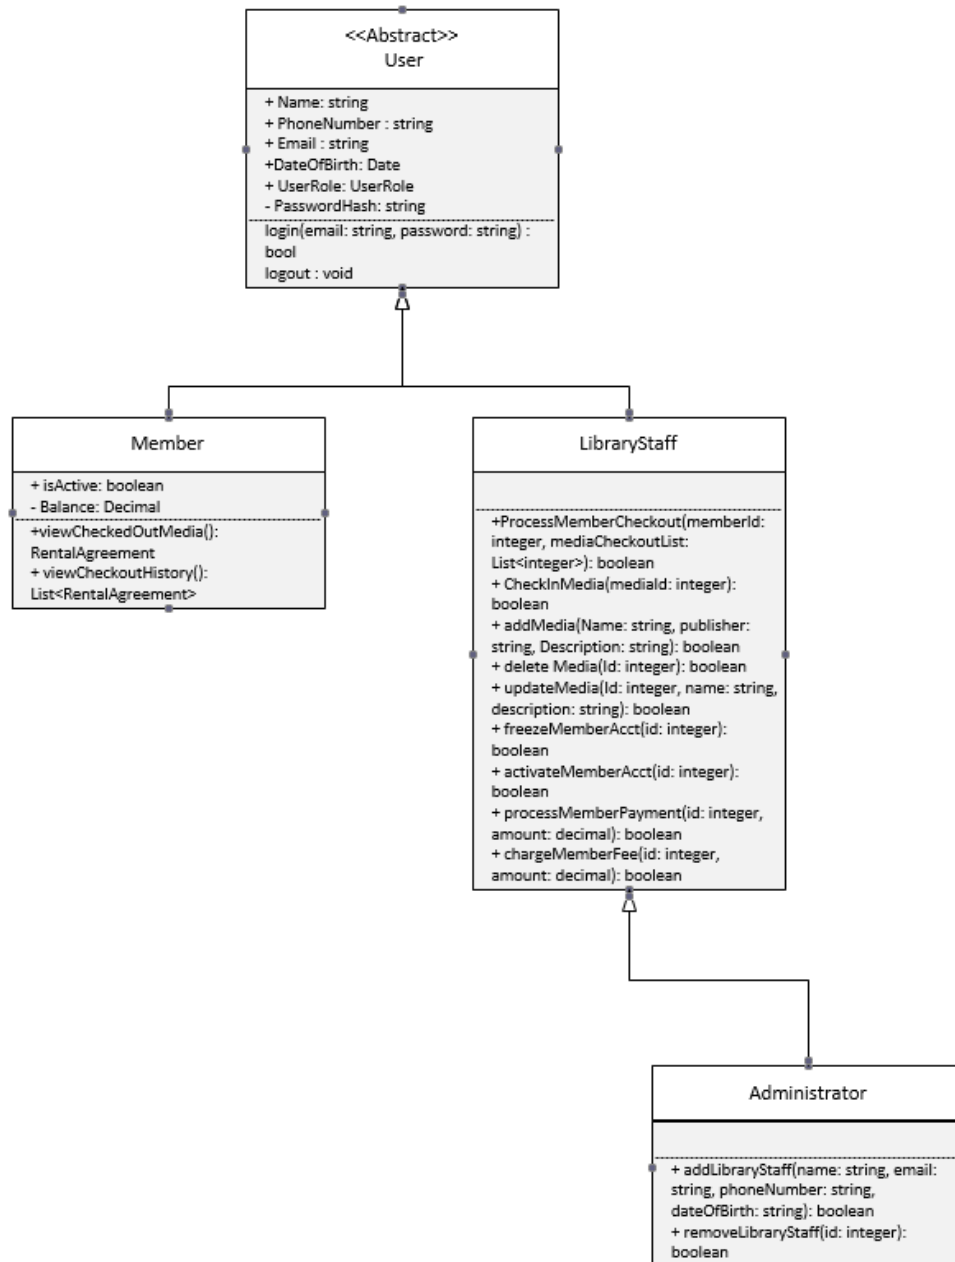 <<Abstract>>
User
+ Name: string
+ PhoneNumber : string
+ Email : string
+DateOfBirth: Date
+ UserRole: UserRole
- PasswordHash: string
login(email: string, password: string) :
bool
logout : void
Member
+ isActive: boolean
- Balance: Decimal
+viewCheckedOutMedia():
RentalAgreement
+ viewCheckoutHistory():
List<RentalAgreement>
LibraryStaff
+ProcessMemberCheckout(memberId:
integer, mediaCheckoutList:
List<integer>): boolean
+ CheckInMedia(mediaId: integer):
boolean
+ addMedia(Name: string, publisher:
string, Description: string): boolean
+ delete Media(Id: integer): boolean
+ updateMedia(Id: integer, name: string,
description: string): boolean
+ freezeMemberAcct(id: integer):
boolean
+ activateMemberAcct(id: integer):
boolean
+ processMemberPayment(id: integer,
amount: decimal): boolean
+ chargeMemberFee(id: integer,
amount: decimal): boolean
Administrator
+ addLibraryStaff(name: string, email:
string, phoneNumber: string,
dateOfBirth: string): boolean
+ removeLibraryStaff(id: integer):
boolean